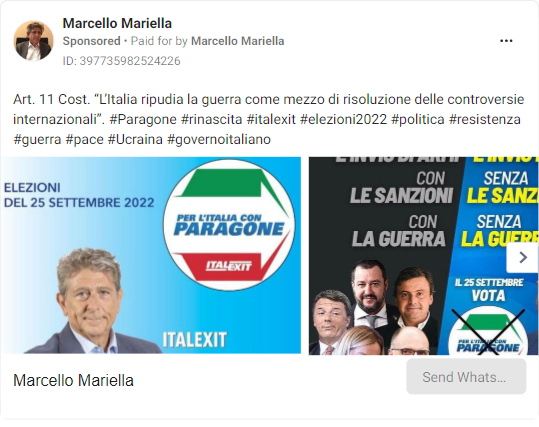 Marcello Mariella
Sponsored • Paid for by Marcello Mariella
ID: 397735982524226
Art. 11 Cost. “L’Italia ripudia la guerra come mezzo di risoluzione delle controversie
internazionali”. #Paragone #rinascita #italexit #elezioni2022 #politica #resistenza
#guerra #pace #Ucraina #governoitaliano
ELEZIONI
DEL 25 SETTEMBRE 2022
PER L'ITALIA CON
PARAGONE
ITALEXIT
ITALEXIT
L'INVIO DI ARMI
CON
LE SANZIONI
CON
LA GUERRA
L'INVIO
SENZA
LE SANZ
SENZA
LA GUE
IL 25 SETTEMBRE
VOTA
PER L'ITALIA CON
PARAGONE
Marcello Mariella
Send Whats...